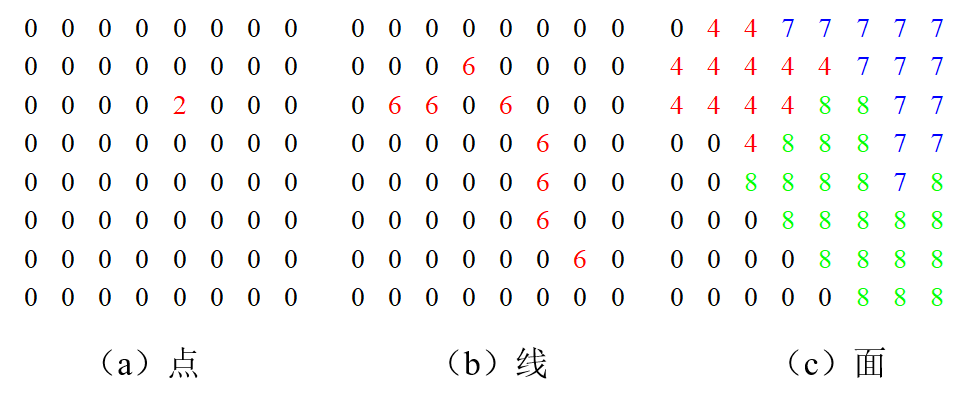 0 0 0 0 0 0 0 0 0 0 0 0 0 0 0 0 0 4 4 7 7 7 7 7
0 0 0 0 0 0 0 0 0 0 0 6 0 0 0 0 4 4 4 4 4 7 7 7
0 0 0 0 2 0 0 0 0 6 6 0 6 0 0 0 4 4 4 4 8 8 7 7
0 0 0 0 0 0 0 0 0 0 0 0 0 6 0 0 0 0 4 8 8 8 7 7
0 0 0 0 0 0 0 0 0 0 0 0 0 6 0 0 0 0 8 8 8 8 7 8
0 0 0 0 0 0 0 0 0 0 0 0 0 6 0 0 0 0 0 8 8 8 8 8
0 0 0 0 0 0 0 0 0 0 0 0 0 0 6 0 0 0 0 0 8 8 8 8
0 0 0 0 0 0 0 0 0 0 0 0 0 0 0 0 0 0 0 0 0 8 8 8
（a）点 （b）线 （c）面